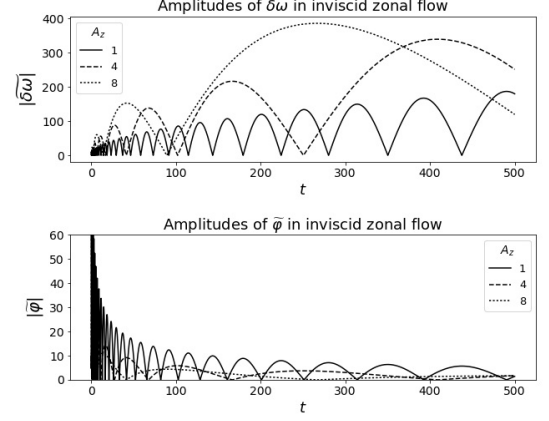 Amplitudes of δω in inviscid zonal flow
|δω̃|
400
300
200
100
0
A_z
1
4
8
0 100 200 300 400 500
t
Amplitudes of φ̃ in inviscid zonal flow
|φ̃|
60
50
40
30
20
10
0
A_z
1
4
8
0 100 200 300 400 500
t